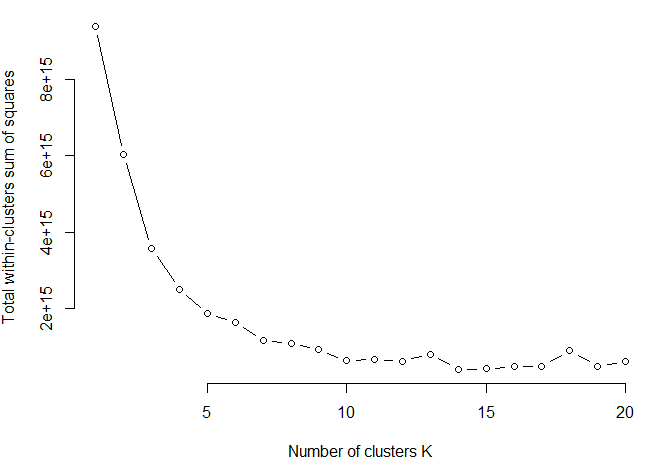 Total within-clusters sum of squares
8e+15
6e+15
4e+15
2e+15
5 10 15 20
Number of clusters K